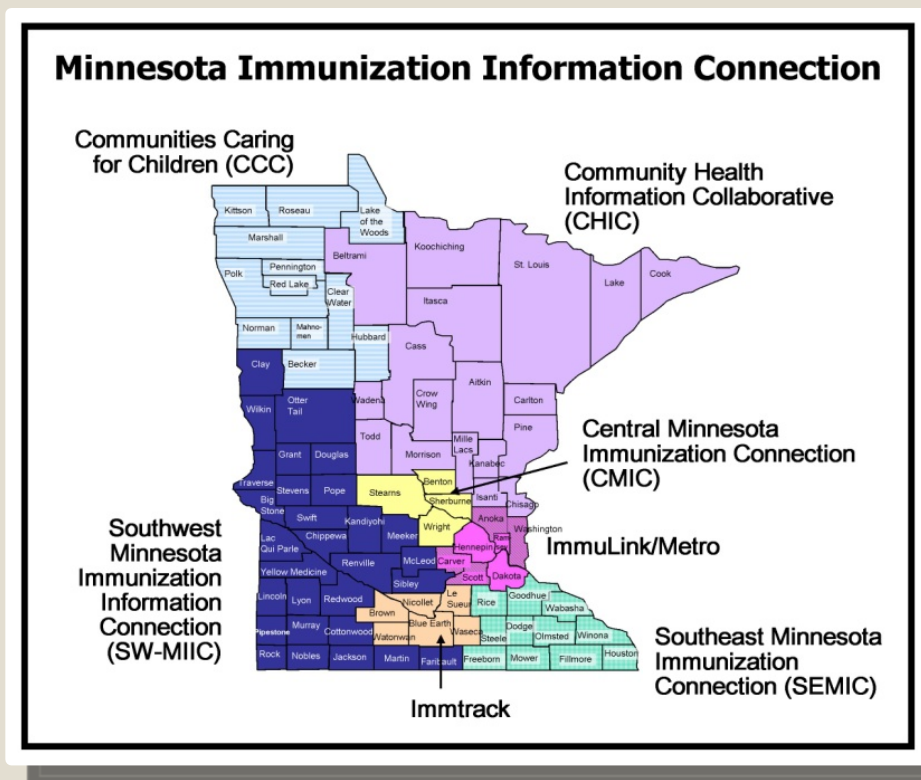 Minnesota Immunization Information Connection
Communities Caring
for Children (CCC)
Community Health
Information Collaborative
(CHIC)
Kittson
Roseau
Lake
of the
Woods
Marshall
Beltrami
Koochiching
St. Louis
Lake
Cook
Polk
Pennington
Red Lake
Clear
Water
Itasca
Norman
Mahno-
men
Hubbard
Cass
Clay
Becker
Aitkin
Wilkin
Otter
Tail
Wadena
Crow
Wing
Carlton
Pine
Todd
Morrison
Mille
Lacs
Kanabec
Grant
Douglas
Central Minnesota
Immunization Connection
(CMIC)
Traverse
Big
Stone
Stevens
Pope
Stearns
Benton
Sherburne
Isanti
Chisago
Swift
Kandiyohi
Meeker
Wright
Anoka
Washington
Hennepin
Ram
sey
ImmuLink/Metro
Lac
Qui Parle
Chippewa
Renville
McLeod
Carver
Scott
Dakota
Southwest
Minnesota
Immunization
Information
Connection
(SW-MIIC)
Yellow Medicine
Sibley
Lincoln
Lyon
Redwood
Brown
Nicollet
Le
Sueur
Rice
Goodhue
Wabasha
Pipestone
Murray
Cottonwood
Watonwan
Blue Earth
Waseca
Steele
Dodge
Olmsted
Winona
Rock
Nobles
Jackson
Martin
Faribault
Freeborn
Mower
Fillmore
Houston
Southeast Minnesota
Immunization
Connection (SEMIC)
Immtrack